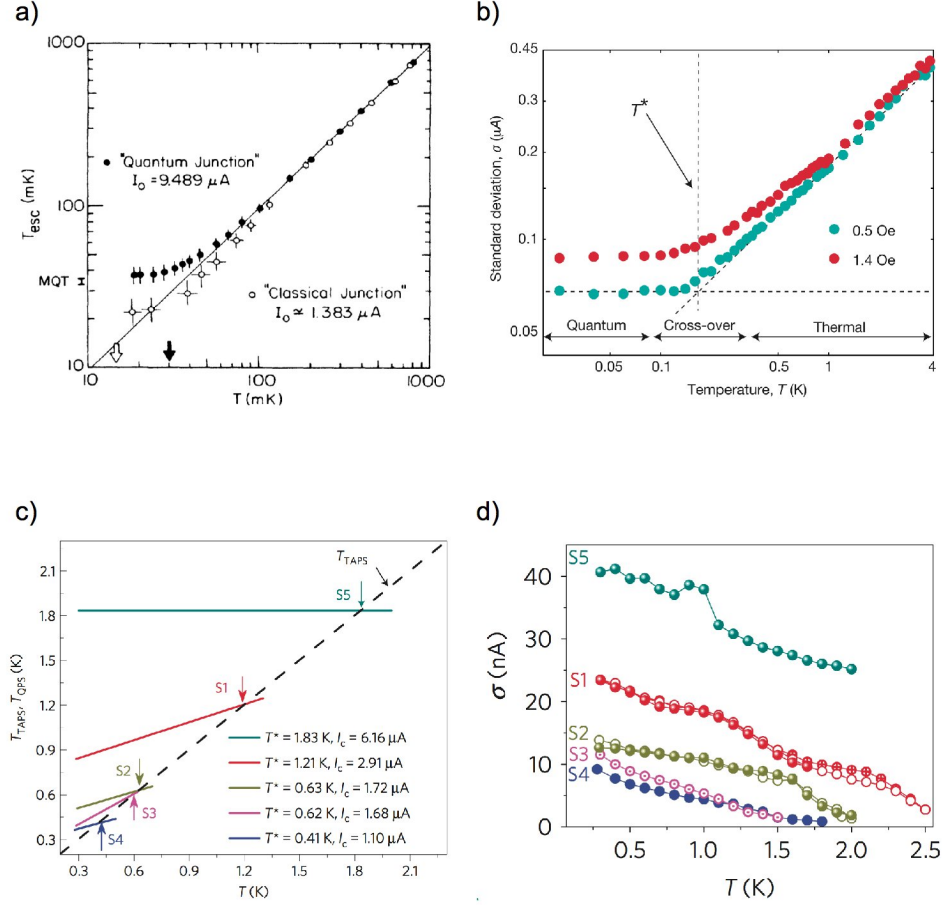 a)
1000
"Quantum Junction"
I₀ = 9.489 μA
T_esc (mK)
100
MQT I
"Classical Junction"
I₀ ≃ 1.383 μA
10
10 100 1000
T (mK)
b)
0.45
0.3
T*
0.2
Standard deviation, σ (μA)
0.1
0.5 Oe
1.4 Oe
0.05
Quantum Cross-over Thermal
0.05 0.1 0.5 1 4
Temperature, T (K)
c)
2.1
T_TAPS
1.8
S5
T_TAPS, T_QPS (K)
1.5
1.2
S1
0.9
S2
0.6
S3
0.3
S4
T* = 1.83 K, I_c = 6.16 μA
T* = 1.21 K, I_c = 2.91 μA
T* = 0.63 K, I_c = 1.72 μA
T* = 0.62 K, I_c = 1.68 μA
T* = 0.41 K, I_c = 1.10 μA
0.3 0.6 0.9 1.2 1.5 1.8 2.1
T (K)
d)
S5
40
30
σ (nA)
S1
20
S2
S3
10
S4
0
0.5 1.0 1.5 2.0 2.5
T (K)